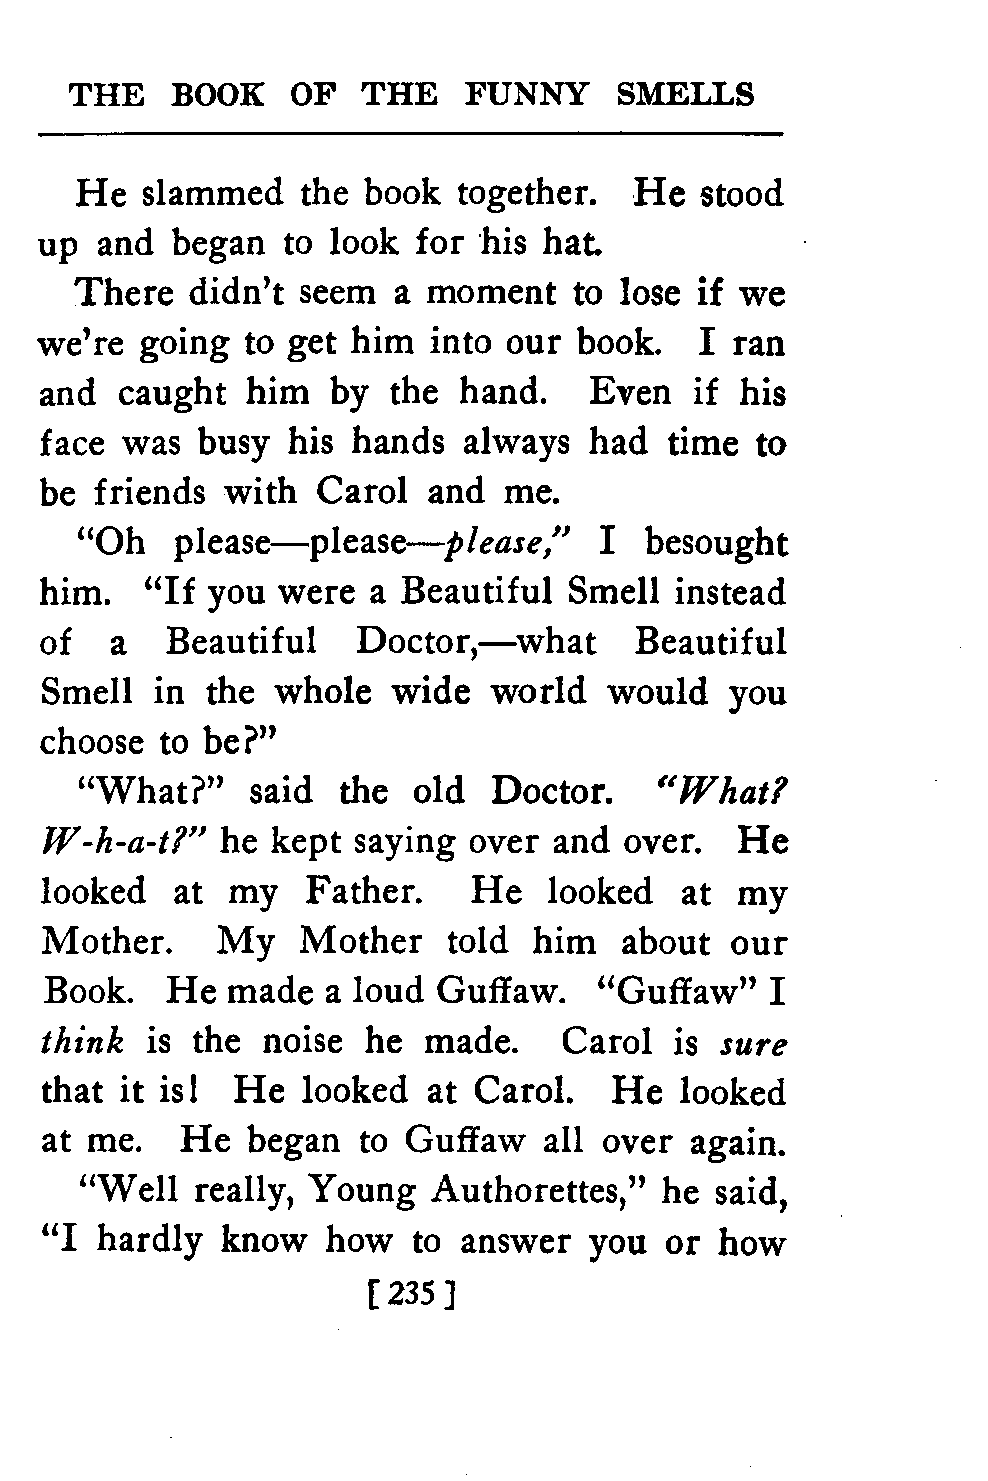 THE BOOK OF THE FUNNY SMELLS
He slammed the book together. He stood
up and began to look for his hat.
There didn't seem a moment to lose if we
we're going to get him into our book. I ran
and caught him by the hand. Even if his
face was busy his hands always had time to
be friends with Carol and me.
"Oh please—please—please," I besought
him. "If you were a Beautiful Smell instead
of a Beautiful Doctor,—what Beautiful
Smell in the whole wide world would you
choose to be?"
"What?" said the old Doctor. "What?
W-h-a-t?" he kept saying over and over. He
looked at my Father. He looked at my
Mother. My Mother told him about our
Book. He made a loud Guffaw. "Guffaw" I
think is the noise he made. Carol is sure
that it is! He looked at Carol. He looked
at me. He began to Guffaw all over again.
"Well really, Young Authorettes," he said,
"I hardly know how to answer you or how
[ 235 ]